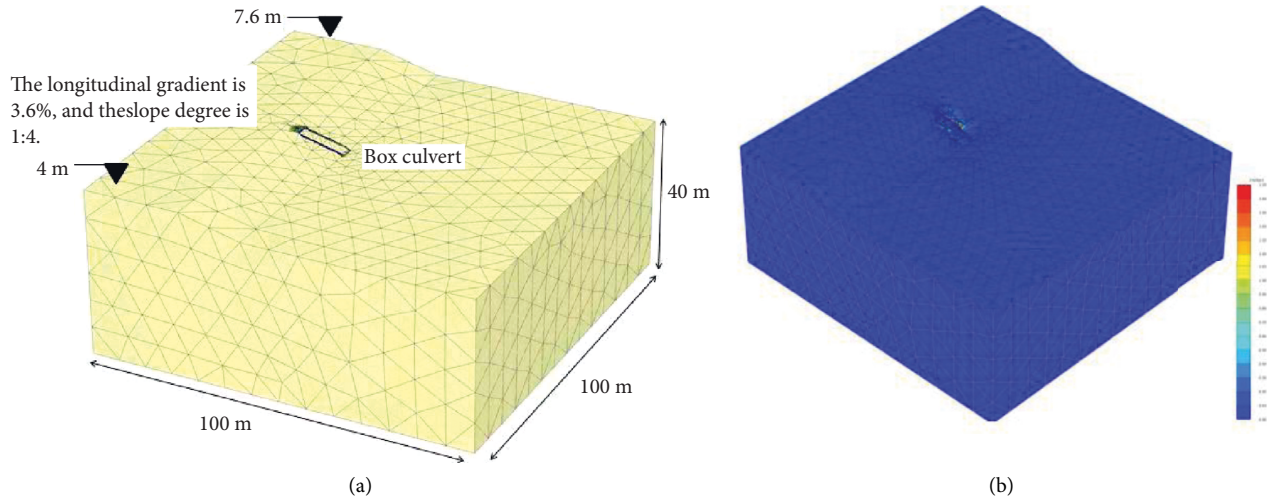 7.6 m
The longitudinal gradient is
3.6%, and theslope degree is
1:4.
4 m
Box culvert
40 m
100 m
100 m
(a)
(b)